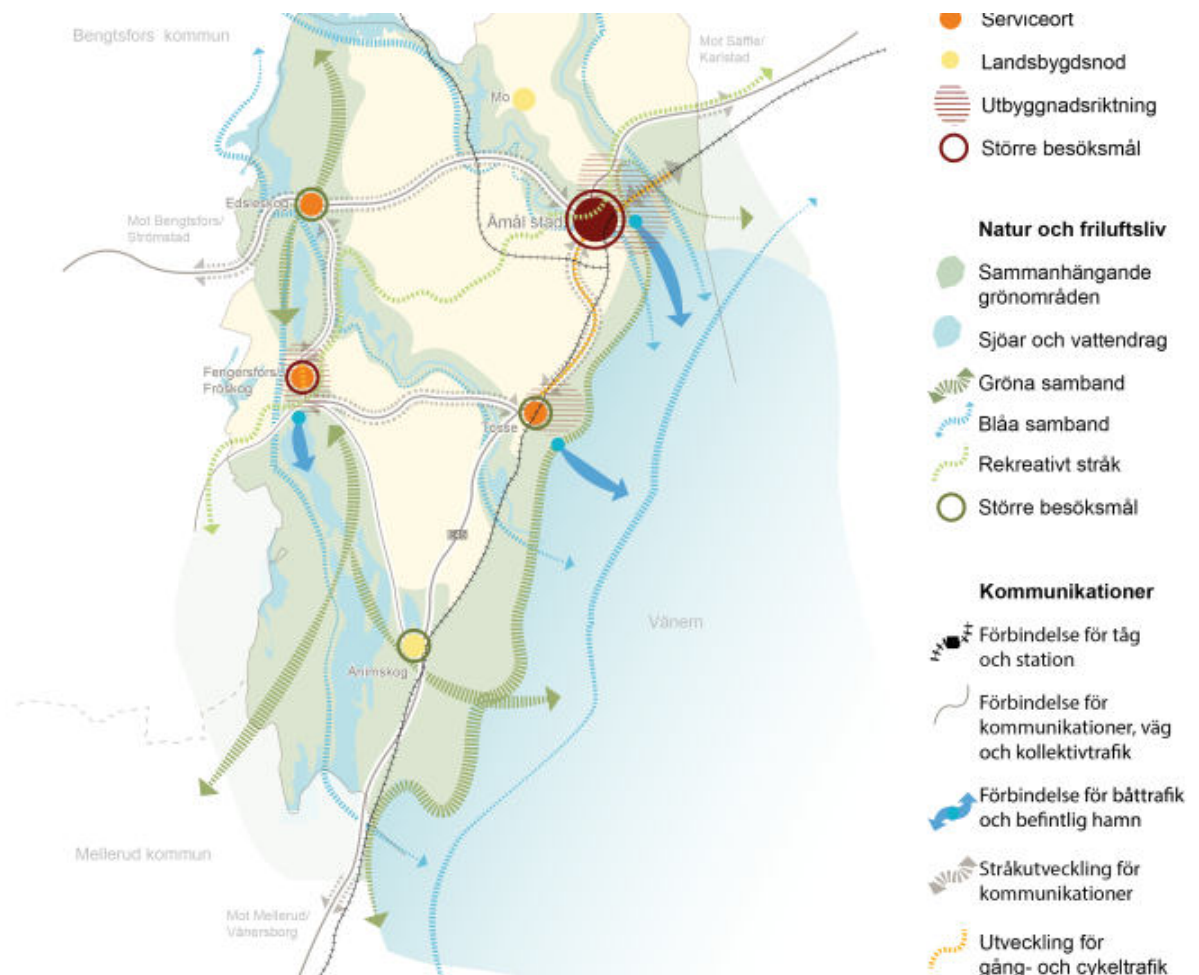 Bengtsfors kommun
Mot Säffle/
Karlstad
Mo
Edsleskog
Mot Bengtsfors/
Strömstad
Åmål stad
Fengersfors/
Fröskog
Tösse
E45
Vänern
Ånimskog
Mellerud kommun
Mot Mellerud/
Vänersborg
Serviceort
Landsbygdsnod
Utbyggnadsriktning
Större besöksmål
Natur och friluftsliv
Sammanhängande
grönområden
Sjöar och vattendrag
Gröna samband
Blåa samband
Rekreativt stråk
Större besöksmål
Kommunikationer
Förbindelse för tåg
och station
Förbindelse för
kommunikationer, väg
och kollektivtrafik
Förbindelse för båttrafik
och befintlig hamn
Stråkutveckling för
kommunikationer
Utveckling för
gång- och cykeltrafik